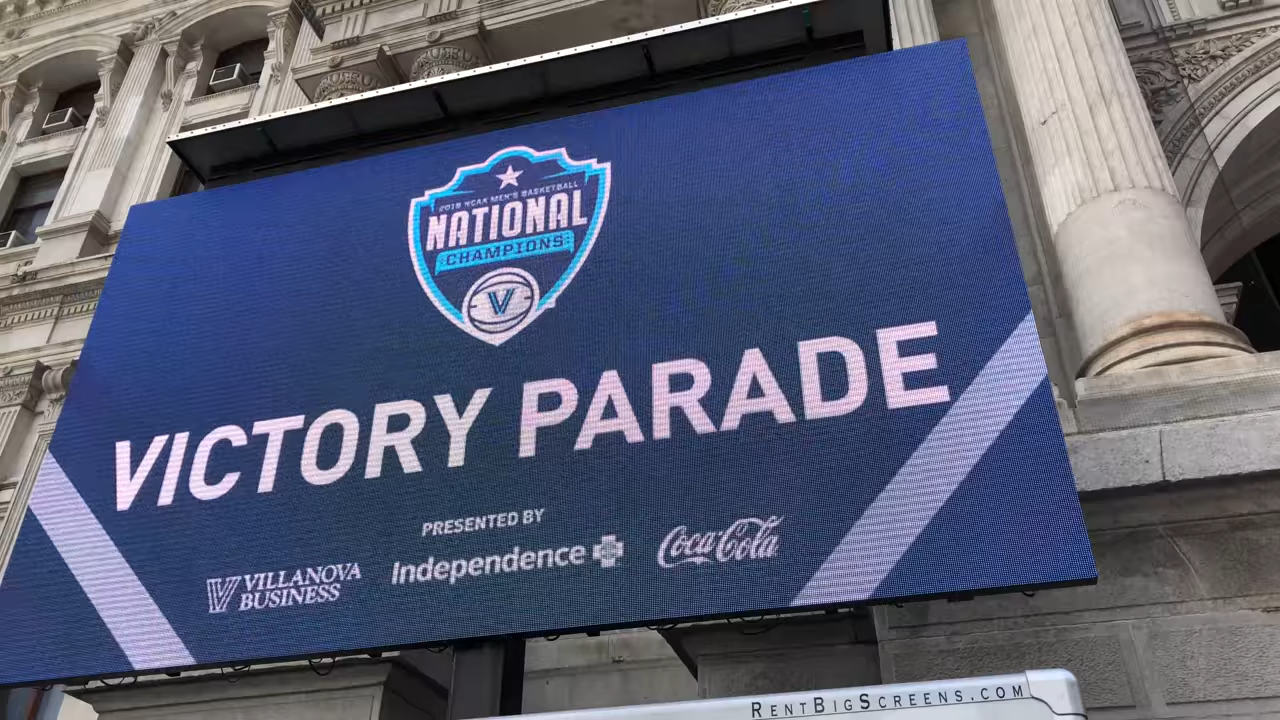 2018 NCAA MEN'S BASKETBALL
NATIONAL
CHAMPIONS
V
VICTORY PARADE
PRESENTED BY
V VILLANOVA
BUSINESS
Independence
Coca-Cola
RENTBIGSCREENS.COM